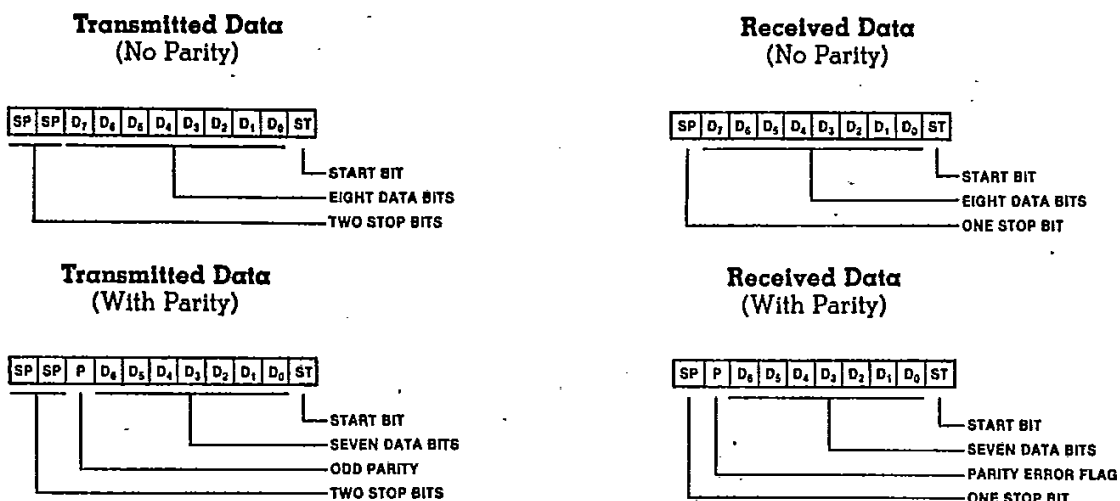 Transmitted Data
(No Parity)
SP SP D₇ D₆ D₅ D₄ D₃ D₂ D₁ D₀ ST
START BIT
EIGHT DATA BITS
TWO STOP BITS
Received Data
(No Parity)
SP D₇ D₆ D₅ D₄ D₃ D₂ D₁ D₀ ST
START BIT
EIGHT DATA BITS
ONE STOP BIT
Transmitted Data
(With Parity)
SP SP P D₆ D₅ D₄ D₃ D₂ D₁ D₀ ST
START BIT
SEVEN DATA BITS
ODD PARITY
TWO STOP BITS
Received Data
(With Parity)
SP P D₆ D₅ D₄ D₃ D₂ D₁ D₀ ST
START BIT
SEVEN DATA BITS
PARITY ERROR FLAG
ONE STOP BIT